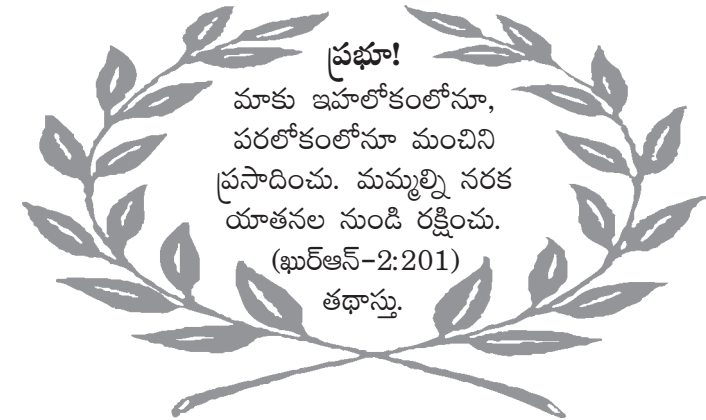 ప్రభూ!
మాకు ఇహలోకంలోనూ,
పరలోకంలోనూ మంచిని
ప్రసాదించు. మమ్మల్ని నరక
యాతనల నుండి రక్షించు.
(ఖుర్ఆన్-2:201)
తథాస్తు.